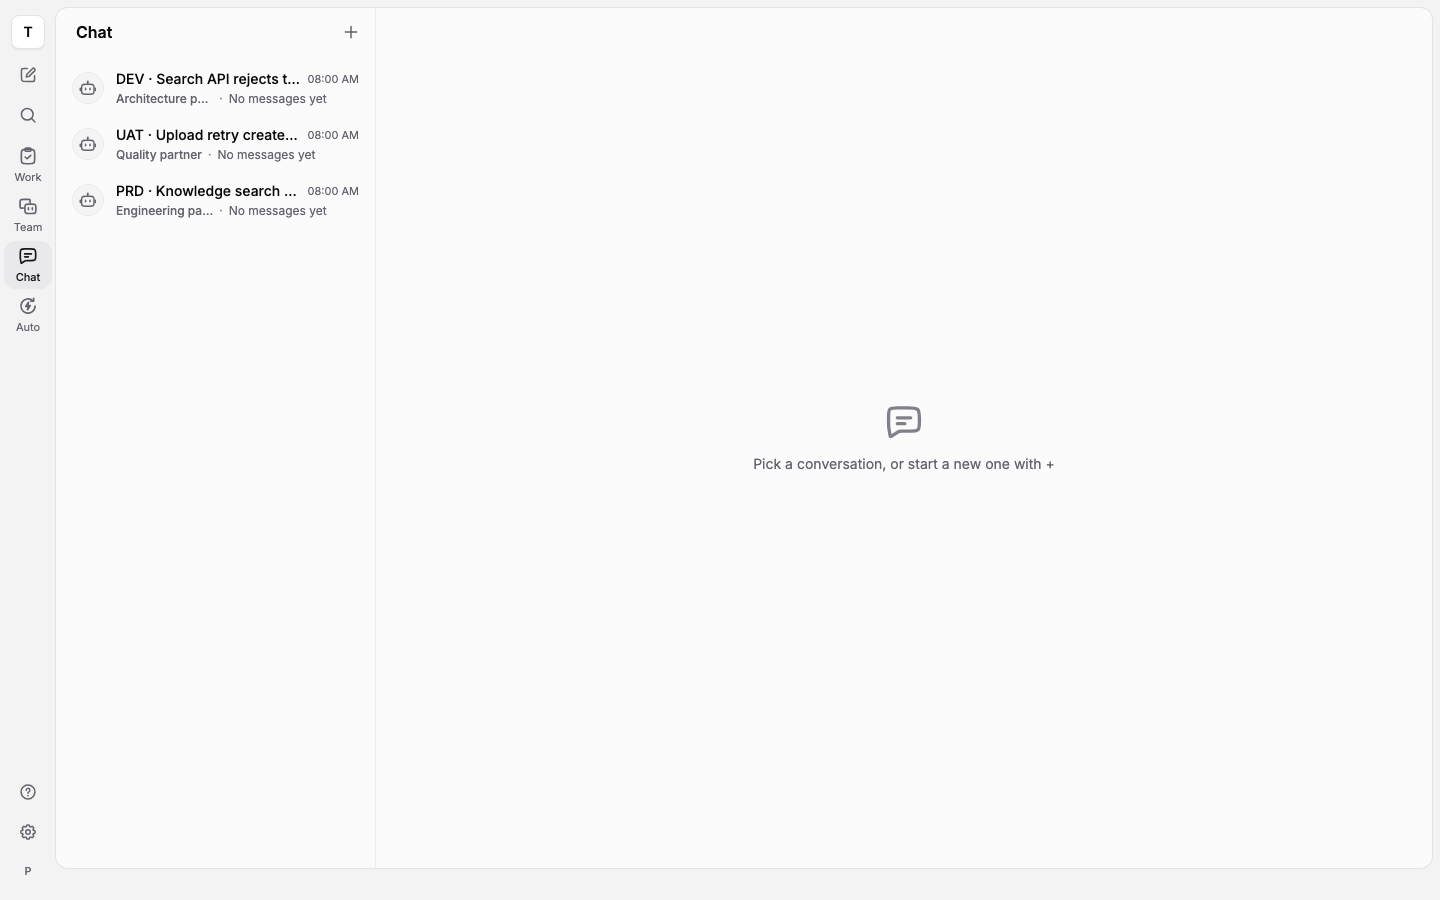 T
Work
Team
Chat
Auto
P
Chat
DEV · Search API rejects t... 08:00 AM
Architecture p... · No messages yet
UAT · Upload retry create... 08:00 AM
Quality partner · No messages yet
PRD · Knowledge search ... 08:00 AM
Engineering pa... · No messages yet
Pick a conversation, or start a new one with +